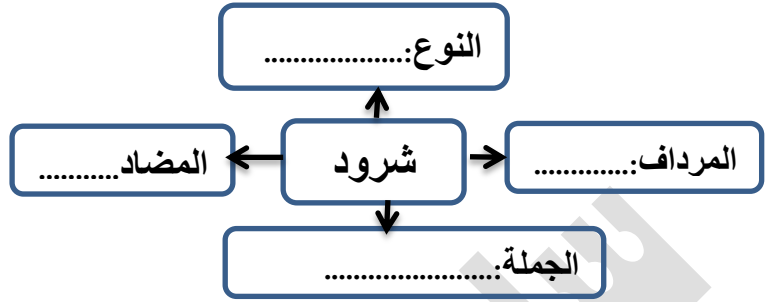 النوع:...................
المرداف:.............
شرود
المضاد...........
الجملة:.......................